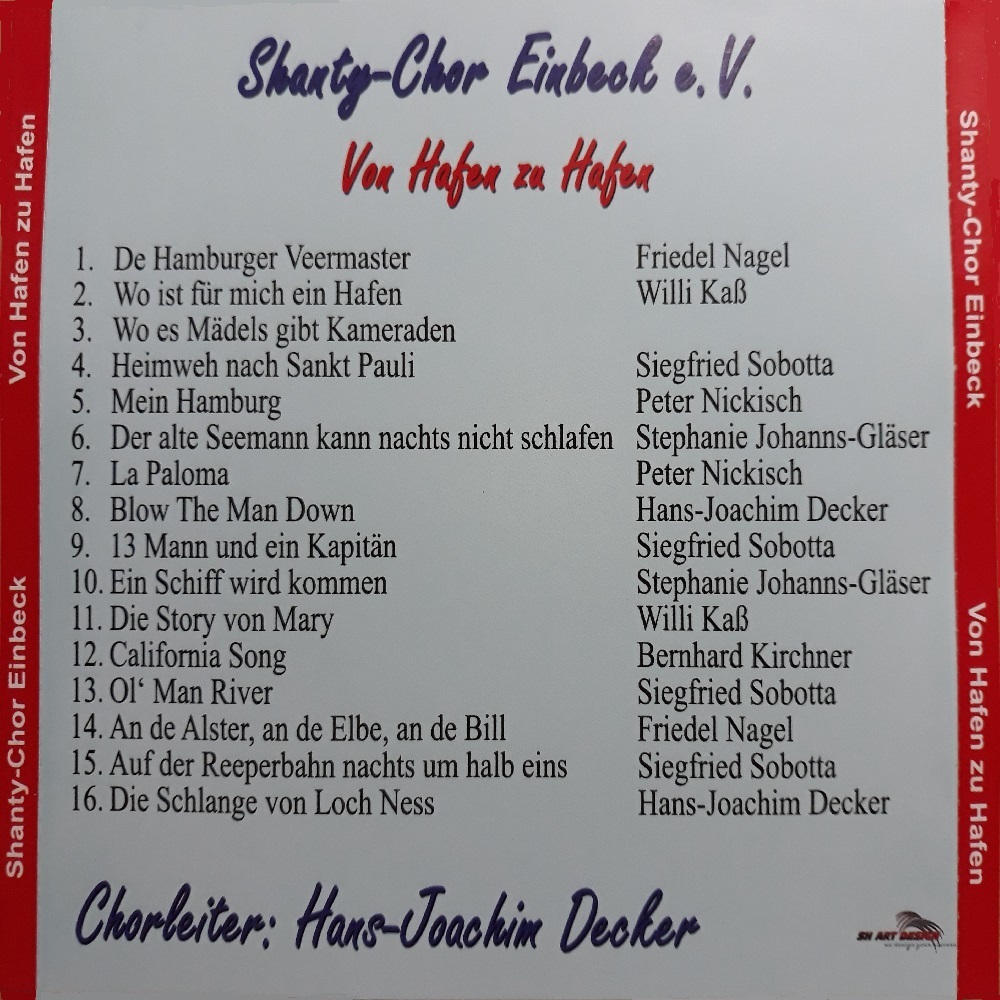 Shanty-Chor Einbeck e.V.
Von Hafen zu Hafen
1. De Hamburger Veermaster Friedel Nagel
2. Wo ist für mich ein Hafen Willi Kaß
3. Wo es Mädels gibt Kameraden
4. Heimweh nach Sankt Pauli Siegfried Sobotta
5. Mein Hamburg Peter Nickisch
6. Der alte Seemann kann nachts nicht schlafen Stephanie Johanns-Gläser
7. La Paloma Peter Nickisch
8. Blow The Man Down Hans-Joachim Decker
9. 13 Mann und ein Kapitän Siegfried Sobotta
10. Ein Schiff wird kommen Stephanie Johanns-Gläser
11. Die Story von Mary Willi Kaß
12. California Song Bernhard Kirchner
13. Ol‘ Man River Siegfried Sobotta
14. An de Alster, an de Elbe, an de Bill Friedel Nagel
15. Auf der Reeperbahn nachts um halb eins Siegfried Sobotta
16. Die Schlange von Loch Ness Hans-Joachim Decker
Chorleiter: Hans-Joachim Decker
SH ART DESIGN
Shanty-Chor Einbeck Von Hafen zu Hafen
Shanty-Chor Einbeck Von Hafen zu Hafen